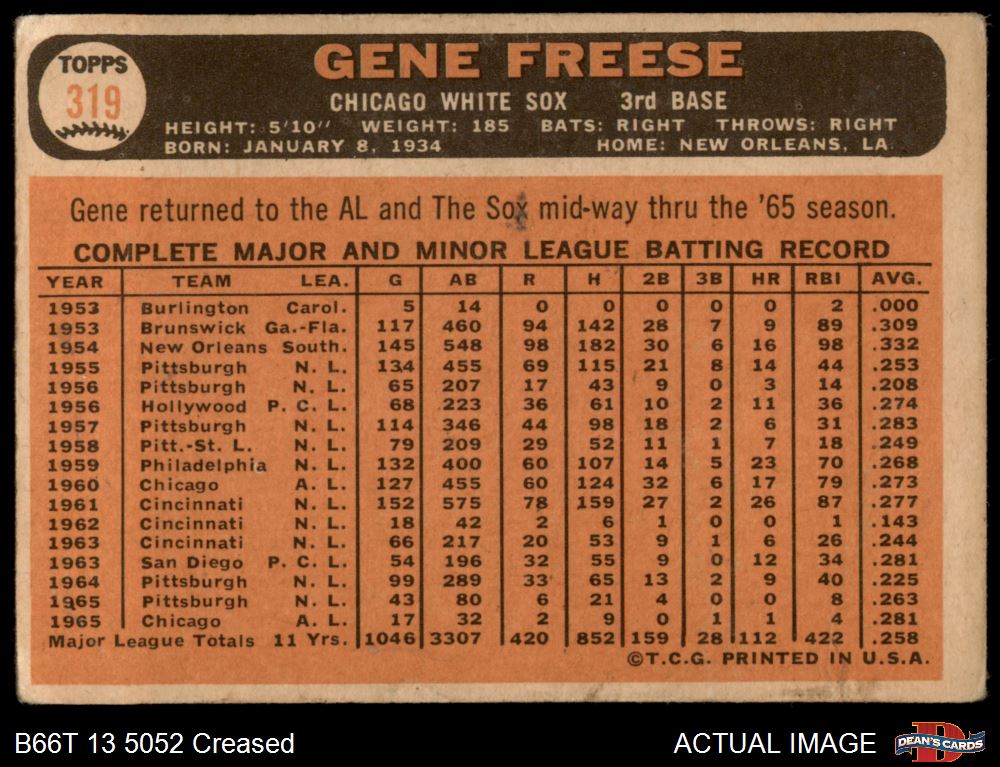 TOPPS
319
GENE FREESE
CHICAGO WHITE SOX 3rd BASE
HEIGHT: 5'10" WEIGHT: 185 BATS: RIGHT THROWS: RIGHT
BORN: JANUARY 8, 1934 HOME: NEW ORLEANS, LA.
Gene returned to the AL and The Sox mid-way thru the '65 season.
COMPLETE MAJOR AND MINOR LEAGUE BATTING RECORD
YEAR TEAM LEA. G AB R H 2B 3B HR RBI AVG.
1953 Burlington Carol. 5 14 0 0 0 0 0 2 .000
1953 Brunswick Ga.-Fla. 117 460 94 142 28 7 9 89 .309
1954 New Orleans South. 145 548 98 182 30 6 16 98 .332
1955 Pittsburgh N. L. 134 455 69 115 21 8 14 44 .253
1956 Pittsburgh N. L. 65 207 17 43 9 0 3 14 .208
1956 Hollywood P. C. L. 68 223 36 61 10 2 11 36 .274
1957 Pittsburgh N. L. 114 346 44 98 18 2 6 31 .283
1958 Pitt.-St. L. N. L. 79 209 29 52 11 1 7 18 .249
1959 Philadelphia N. L. 132 400 60 107 14 5 23 70 .268
1960 Chicago A. L. 127 455 60 124 32 6 17 79 .273
1961 Cincinnati N. L. 152 575 78 159 27 2 26 87 .277
1962 Cincinnati N. L. 18 42 2 6 1 0 0 1 .143
1963 Cincinnati N. L. 66 217 20 53 9 1 6 26 .244
1963 San Diego P. C. L. 54 196 32 55 9 0 12 34 .281
1964 Pittsburgh N. L. 99 289 33 65 13 2 9 40 .225
1965 Pittsburgh N. L. 43 80 6 21 4 0 0 8 .263
1965 Chicago A. L. 17 32 2 9 0 1 1 4 .281
Major League Totals 11 Yrs. 1046 3307 420 852 159 28 112 422 .258
©T.C.G. PRINTED IN U.S.A.
B66T 13 5052 Creased
ACTUAL IMAGE
D
DEAN'S CARDS